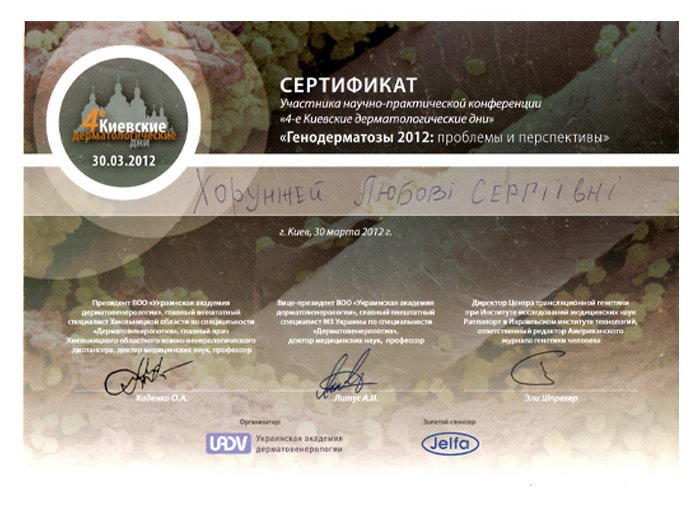 4е Киевские
дерматологические
дни
30.03.2012
СЕРТИФИКАТ
Участника научно-практической конференции
«4-е Киевские дерматологические дни»
«Генодерматозы 2012: проблемы и перспективы»
Хорунжей Любові Сергіївні
г. Киев, 30 марта 2012 г.
Президент ВОО «Украинская академия
дерматовенерологии», главный внештатный
специалист Хмельницкой области по специальности
«Дерматовенерология», главный врач
Хмельницкого областного кожно-венерологического
диспансера, доктор медицинских наук, профессор
Каденко О.А.
Вице-президент ВОО «Украинская академия
дерматовенерологии», главный внештатный
специалист МЗ Украины по специальности
«Дерматовенерология»,
доктор медицинских наук, профессор
Литус А.И.
Директор Центра трансляционной генетики
при Институте исследований медицинских наук
Раппапорт в Израильском институте технологий,
ответственный редактор Американского
журнала генетики человека
Эли Шпрехер
Организатор:
UADV Украинская академия
дерматовенерологии
Золотой спонсор:
Jelfa